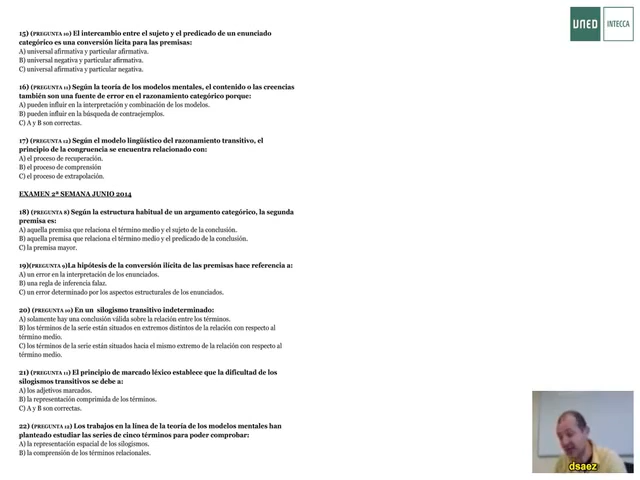 UNED
INTECCA
15) (PREGUNTA 10) El intercambio entre el sujeto y el predicado de un enunciado
categórico es una conversión lícita para las premisas:
A) universal afirmativa y particular afirmativa.
B) universal negativa y particular afirmativa.
C) universal afirmativa y particular negativa.
16) (PREGUNTA 11) Según la teoría de los modelos mentales, el contenido o las creencias
también son una fuente de error en el razonamiento categórico porque:
A) pueden influir en la interpretación y combinación de los modelos.
B) pueden influir en la búsqueda de contraejemplos.
C) A y B son correctas.
17) (PREGUNTA 12) Según el modelo lingüístico del razonamiento transitivo, el
principio de la congruencia se encuentra relacionado con:
A) el proceso de recuperación.
B) el proceso de comprensión
C) el proceso de extrapolación.
EXAMEN 2ª SEMANA JUNIO 2014
18) (PREGUNTA 8) Según la estructura habitual de un argumento categórico, la segunda
premisa es:
A) aquella premisa que relaciona el término medio y el sujeto de la conclusión.
B) aquella premisa que relaciona el término medio y el predicado de la conclusión.
C) la premisa mayor.
19)(PREGUNTA 9)La hipótesis de la conversión ilícita de las premisas hace referencia a:
A) un error en la interpretación de los enunciados.
B) una regla de inferencia falaz.
C) un error determinado por los aspectos estructurales de los enunciados.
20) (PREGUNTA 10) En un silogismo transitivo indeterminado:
A) solamente hay una conclusión válida sobre la relación entre los términos.
B) los términos de la serie están situados en extremos distintos de la relación con respecto al
término medio.
C) los términos de la serie están situados hacia el mismo extremo de la relación con respecto al
término medio.
21) (PREGUNTA 11) El principio de marcado léxico establece que la dificultad de los
silogismos transitivos se debe a:
A) los adjetivos marcados.
B) la representación comprimida de los términos.
C) A y B son correctas.
22) (PREGUNTA 12) Los trabajos en la línea de la teoría de los modelos mentales han
planteado estudiar las series de cinco términos para poder comprobar:
A) la representación espacial de los silogismos.
B) la comprensión de los términos relacionales.
dsaez